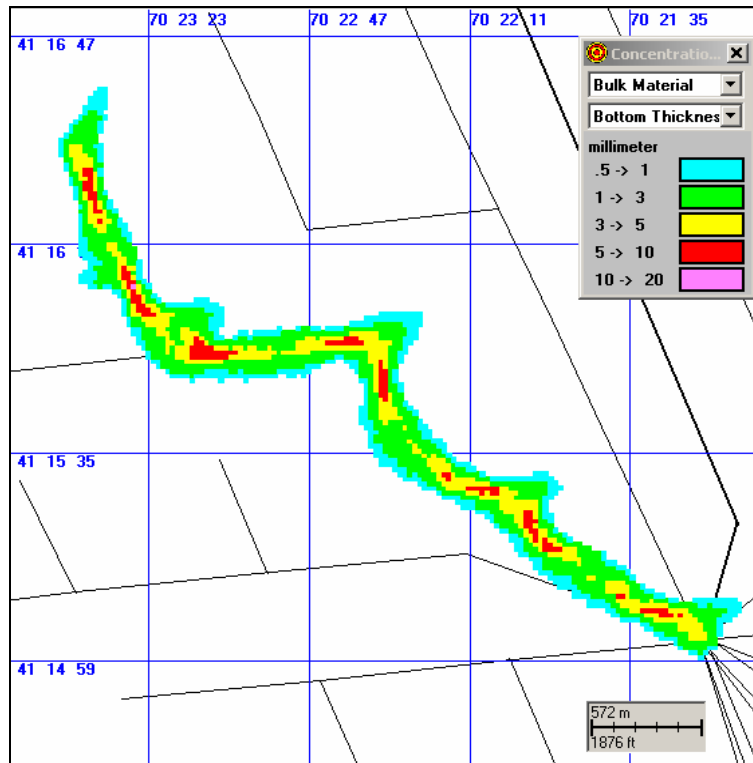 70 23 23
70 22 47
70 22 11
70 21 35
41 16 47
Concentratio...
Bulk Material
Bottom Thicknes
millimeter
.5 -> 1
1 -> 3
3 -> 5
5 -> 10
10 -> 20
41 16
41 15 35
41 14 59
572 m
1876 ft